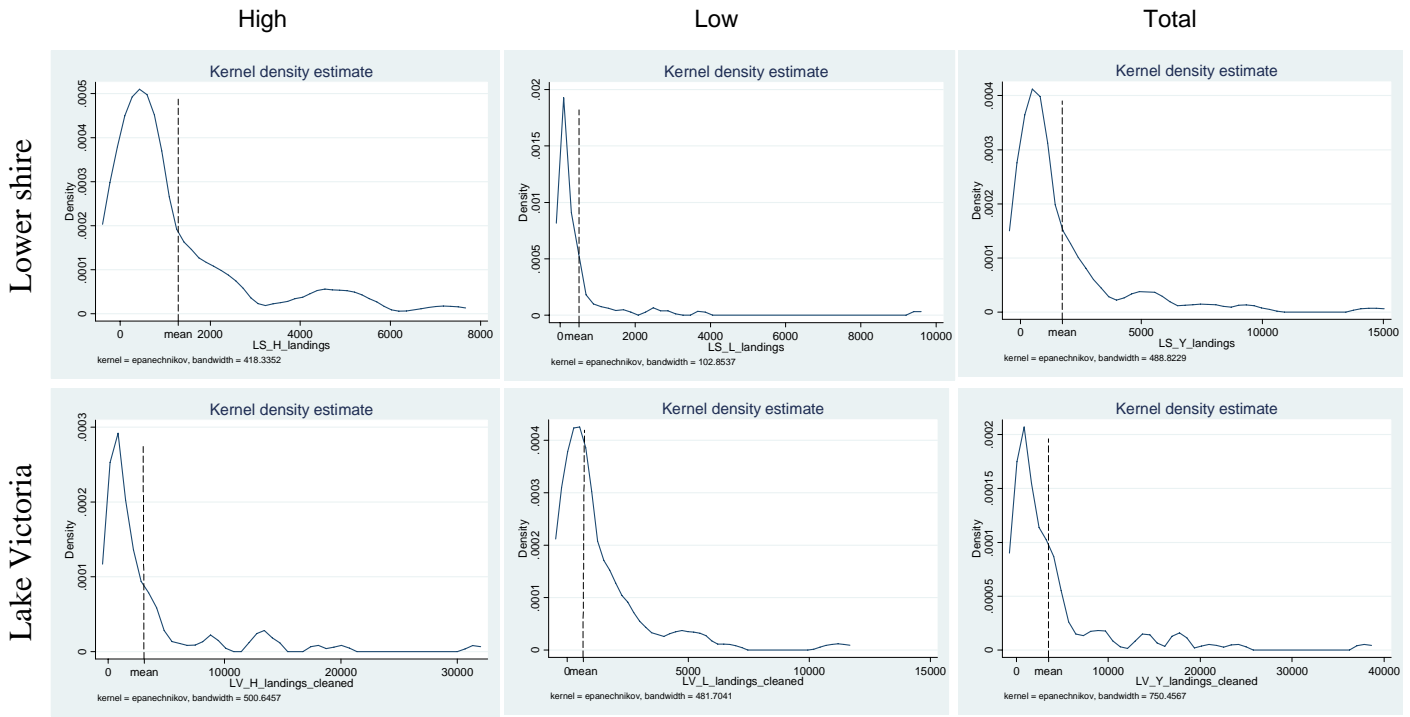 High Low Total
Lower shire
Kernel density estimate
Density
0 .0001 .0002 .0003 .0004 .0005
0 mean 2000 4000 6000 8000
LS_H_landings
kernel = epanechnikov, bandwidth = 418.3352
Kernel density estimate
Density
0 .0005 .001 .0015 .002
0 mean 2000 4000 6000 8000 10000
LS_L_landings
kernel = epanechnikov, bandwidth = 102.8537
Kernel density estimate
Density
0 .0001 .0002 .0003 .0004
0 mean 5000 10000 15000
LS_Y_landings
kernel = epanechnikov, bandwidth = 488.8229
Lake Victoria
Kernel density estimate
Density
0 .0001 .0002 .0003
0 mean 10000 20000 30000
LV_H_landings_cleaned
kernel = epanechnikov, bandwidth = 500.6457
Kernel density estimate
Density
0 .0001 .0002 .0003 .0004
0 mean 5000 10000 15000
LV_L_landings_cleaned
kernel = epanechnikov, bandwidth = 481.7041
Kernel density estimate
Density
0 .00005 .0001 .00015 .0002
0 mean 10000 20000 30000 40000
LV_Y_landings_cleaned
kernel = epanechnikov, bandwidth = 750.4567